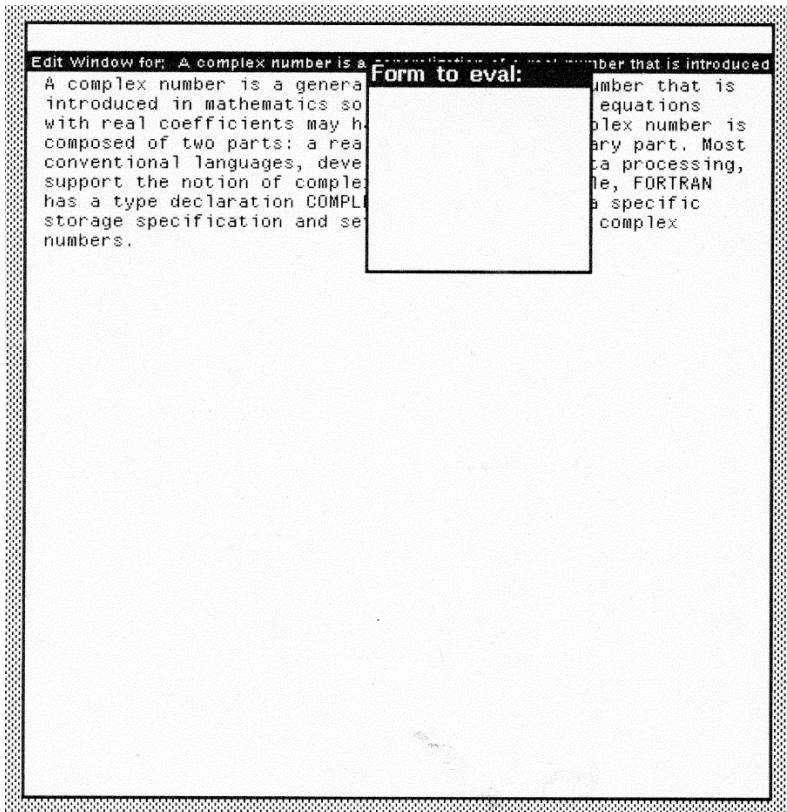 Edit Window for: A complex number is a number that is introduced
Form to eval:
A complex number is a genera umber that is
introduced in mathematics so equations
with real coefficients may h plex number is
composed of two parts: a rea ary part. Most
conventional languages, deve ta processing,
support the notion of comple le, FORTRAN
has a type declaration COMPL a specific
storage specification and se complex
numbers.